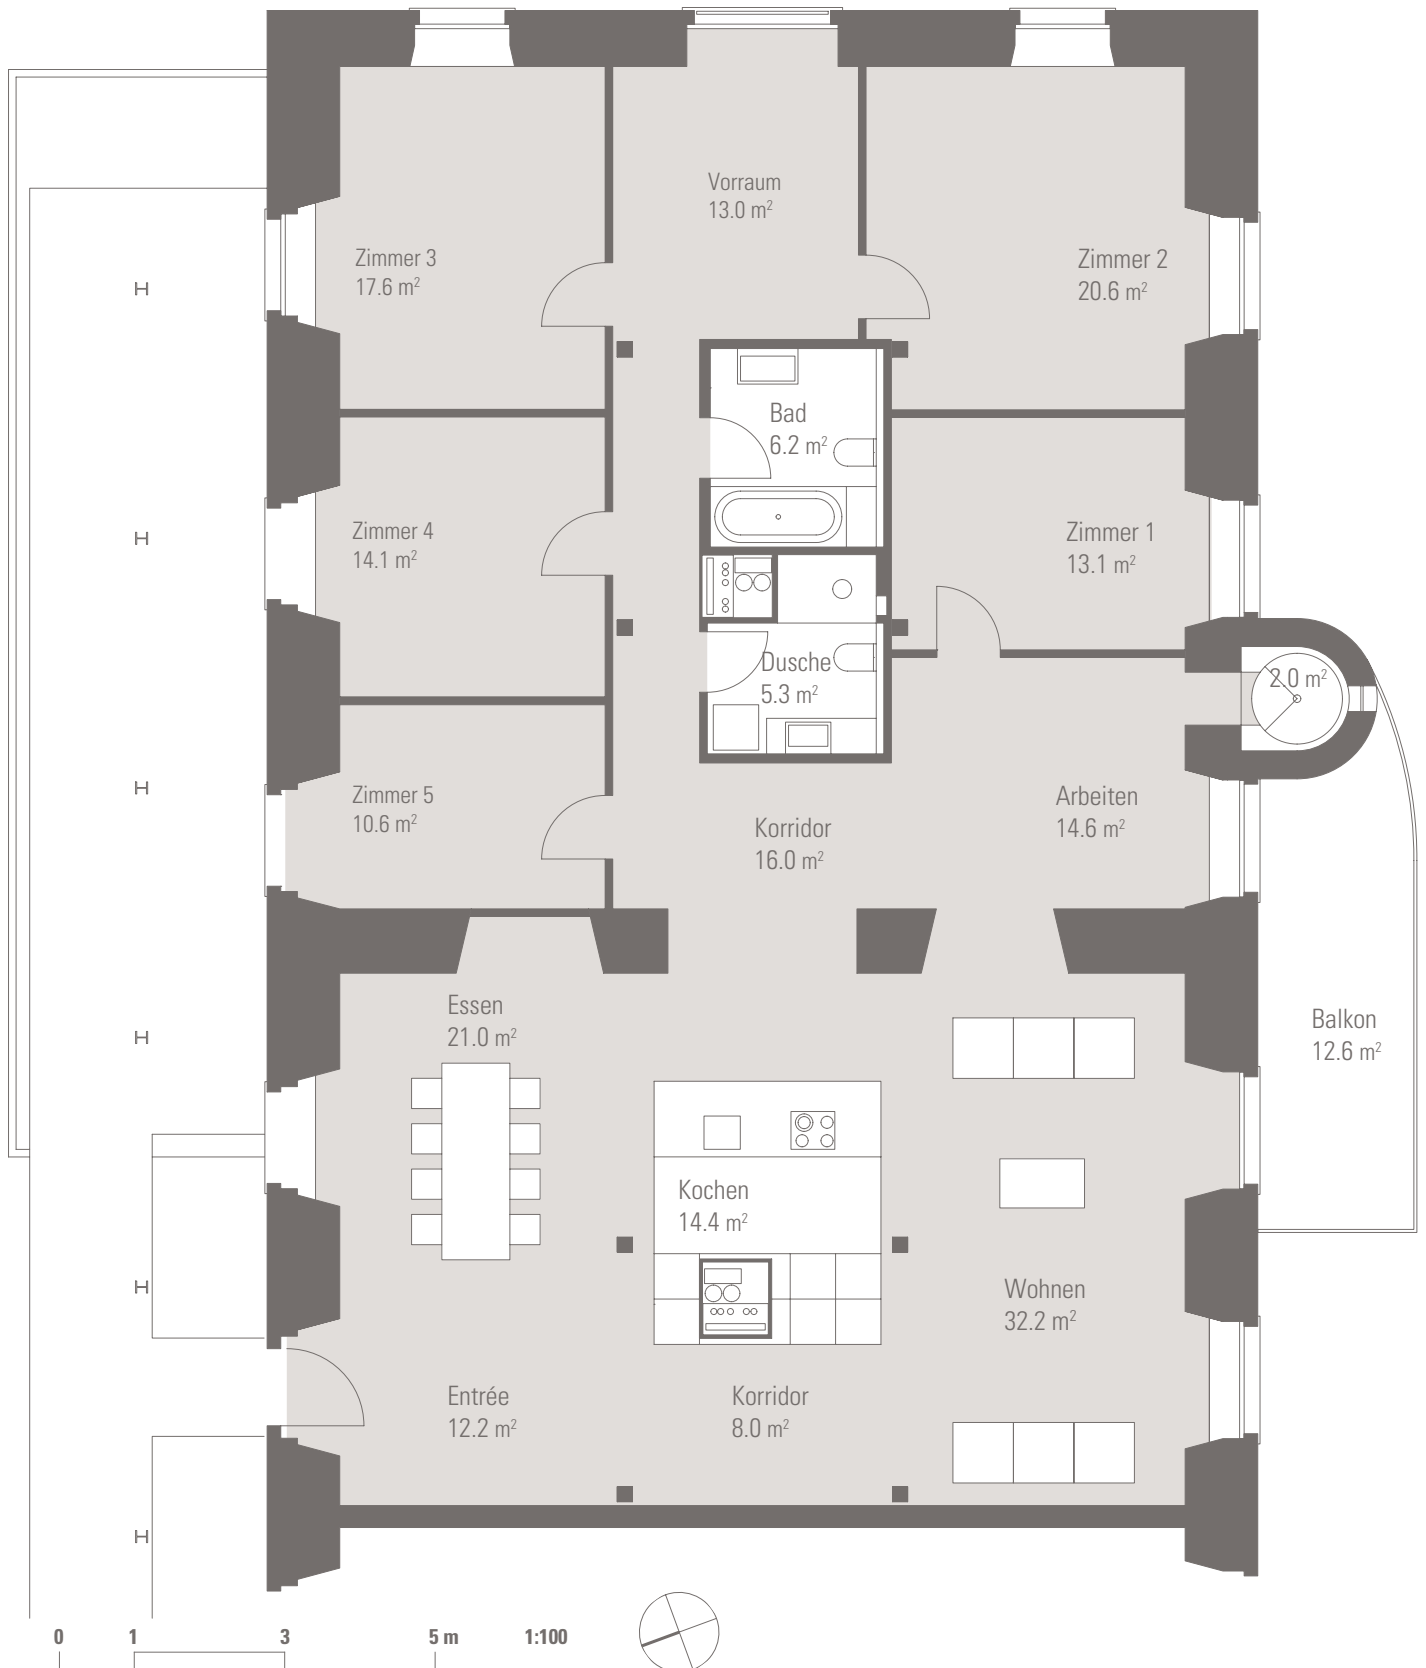 Vorraum
13.0 m²
Zimmer 3
17.6 m²
Zimmer 2
20.6 m²
Bad
6.2 m²
Zimmer 4
14.1 m²
Zimmer 1
13.1 m²
Dusche
5.3 m²
2.0 m²
Zimmer 5
10.6 m²
Korridor
16.0 m²
Arbeiten
14.6 m²
Essen
21.0 m²
Balkon
12.6 m²
Kochen
14.4 m²
Wohnen
32.2 m²
Entrée
12.2 m²
Korridor
8.0 m²
0 1 3 5 m 1:100